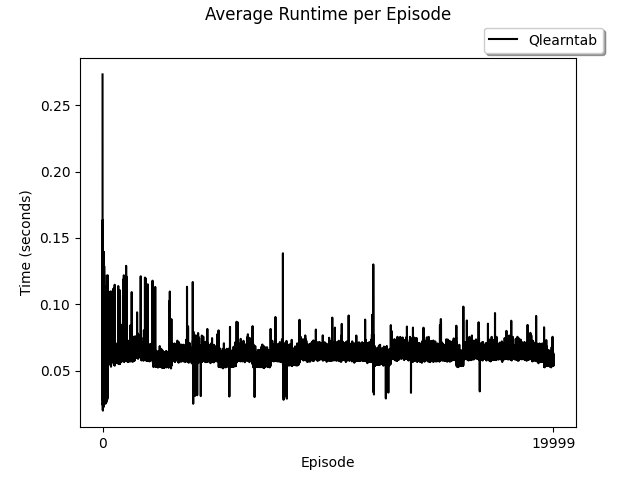 Average Runtime per Episode
Qlearntab
0.25
0.20
0.15
0.10
0.05
Time (seconds)
0 19999
Episode